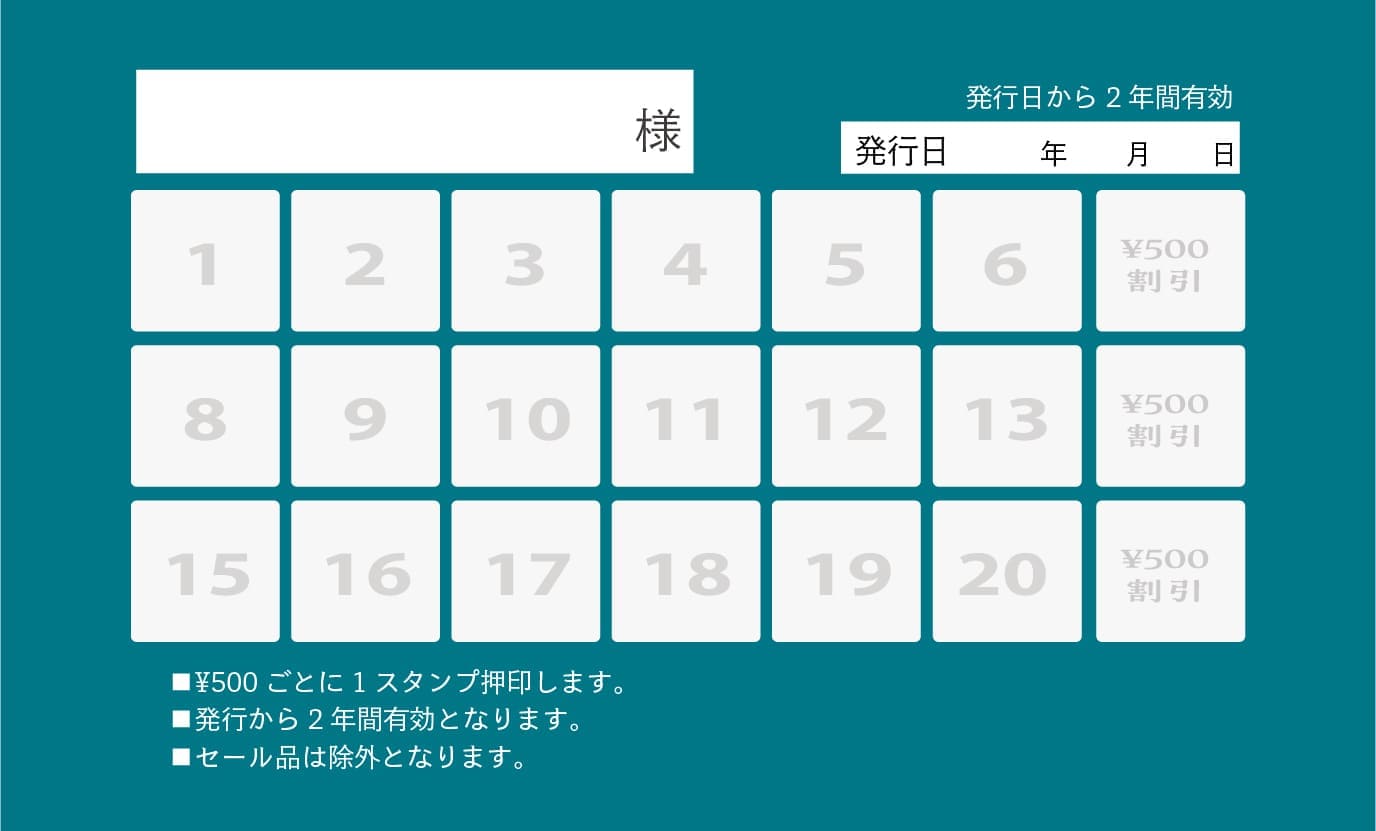 様
発行日から2年間有効
発行日 年 月 日
1 2 3 4 5 6 ¥500
割引
8 9 10 11 12 13 ¥500
割引
15 16 17 18 19 20 ¥500
割引
■¥500ごとに1スタンプ押印します。
■発行から2年間有効となります。
■セール品は除外となります。